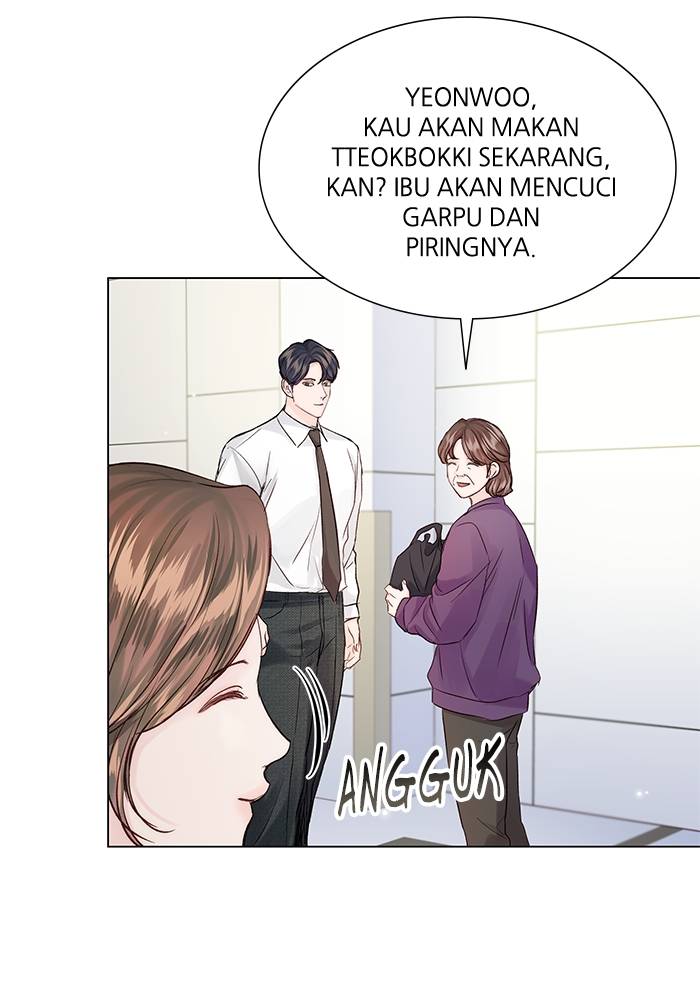 YEONWOO,
KAU AKAN MAKAN
TTEOKBOKKI SEKARANG,
KAN? IBU AKAN MENCUCI
GARPU DAN
PIRINGNYA.
ANGGUK